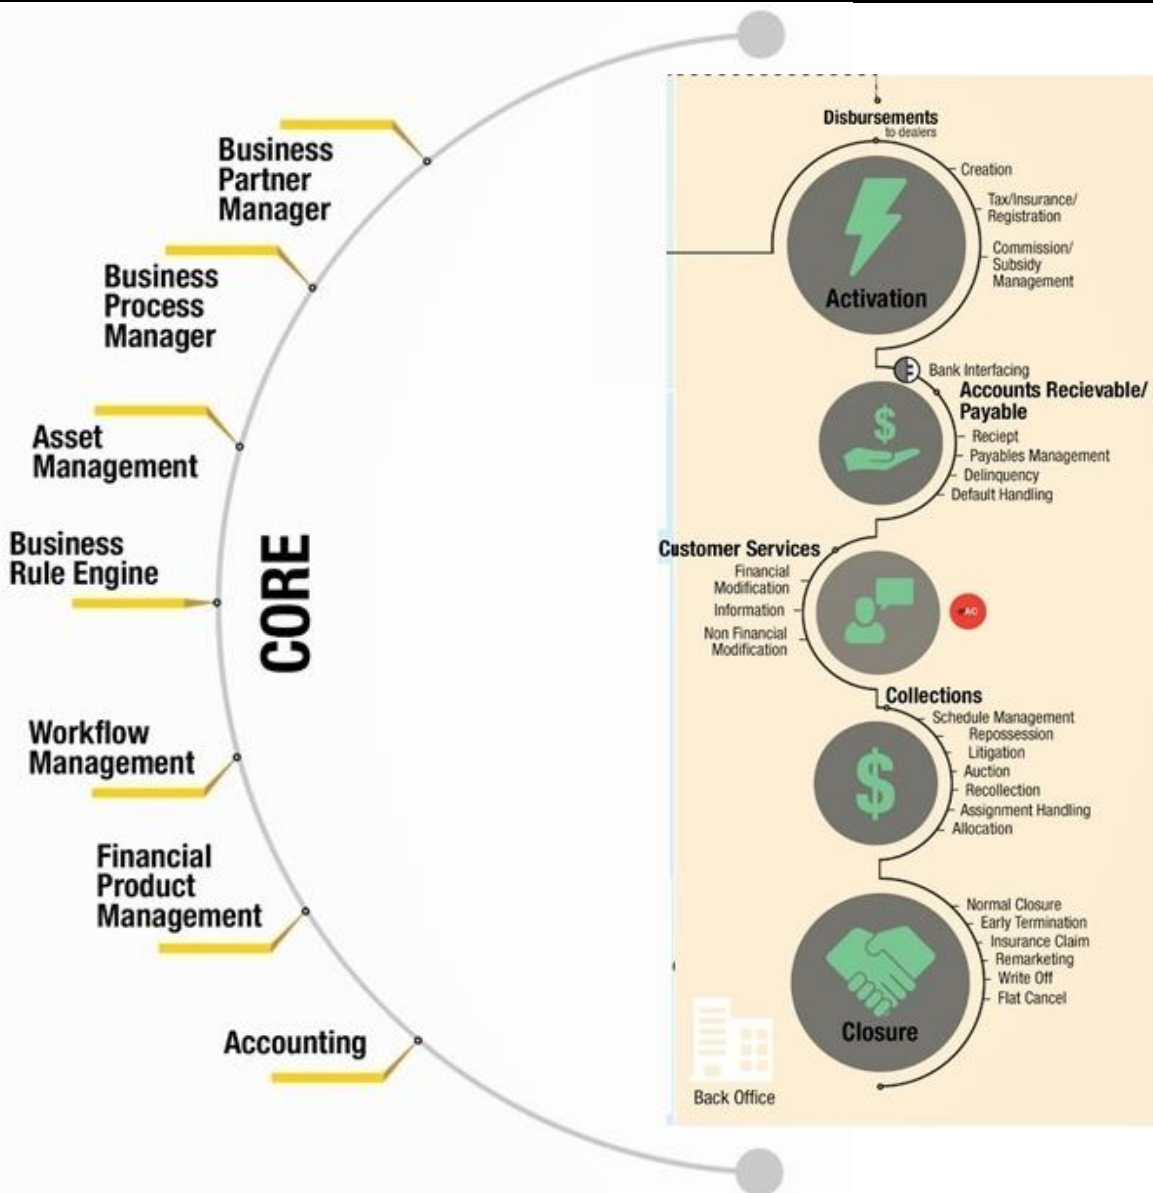 Business
Partner
Manager
Business
Process
Manager
Asset
Management
Business
Rule Engine
CORE
Workflow
Management
Financial
Product
Management
Accounting
Disbursements
to dealers
Creation
Tax/Insurance/
Registration
Commission/
Subsidy
Management
Activation
Bank Interfacing
Accounts Recievable/
Payable
Reciept
Payables Management
Delinquency
Default Handling
Customer Services
Financial
Modification
Information
Non Financial
Modification
Collections
Schedule Management
Repossession
Litigation
Auction
Recollection
Assignment Handling
Allocation
Normal Closure
Early Termination
Insurance Claim
Remarketing
Write Off
Flat Cancel
Closure
Back Office